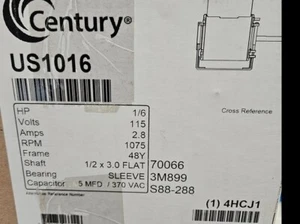 Century®
US1016
HP 1/6
Volts 115
Amps 2.8
RPM 1075
Frame 48Y
Shaft 1/2 x 3.0 FLAT
Bearing SLEEVE
Capacitor 5 MFD / 370 VAC
Cross Reference
70066
3M899
S88-288
(1) 4HCJ1